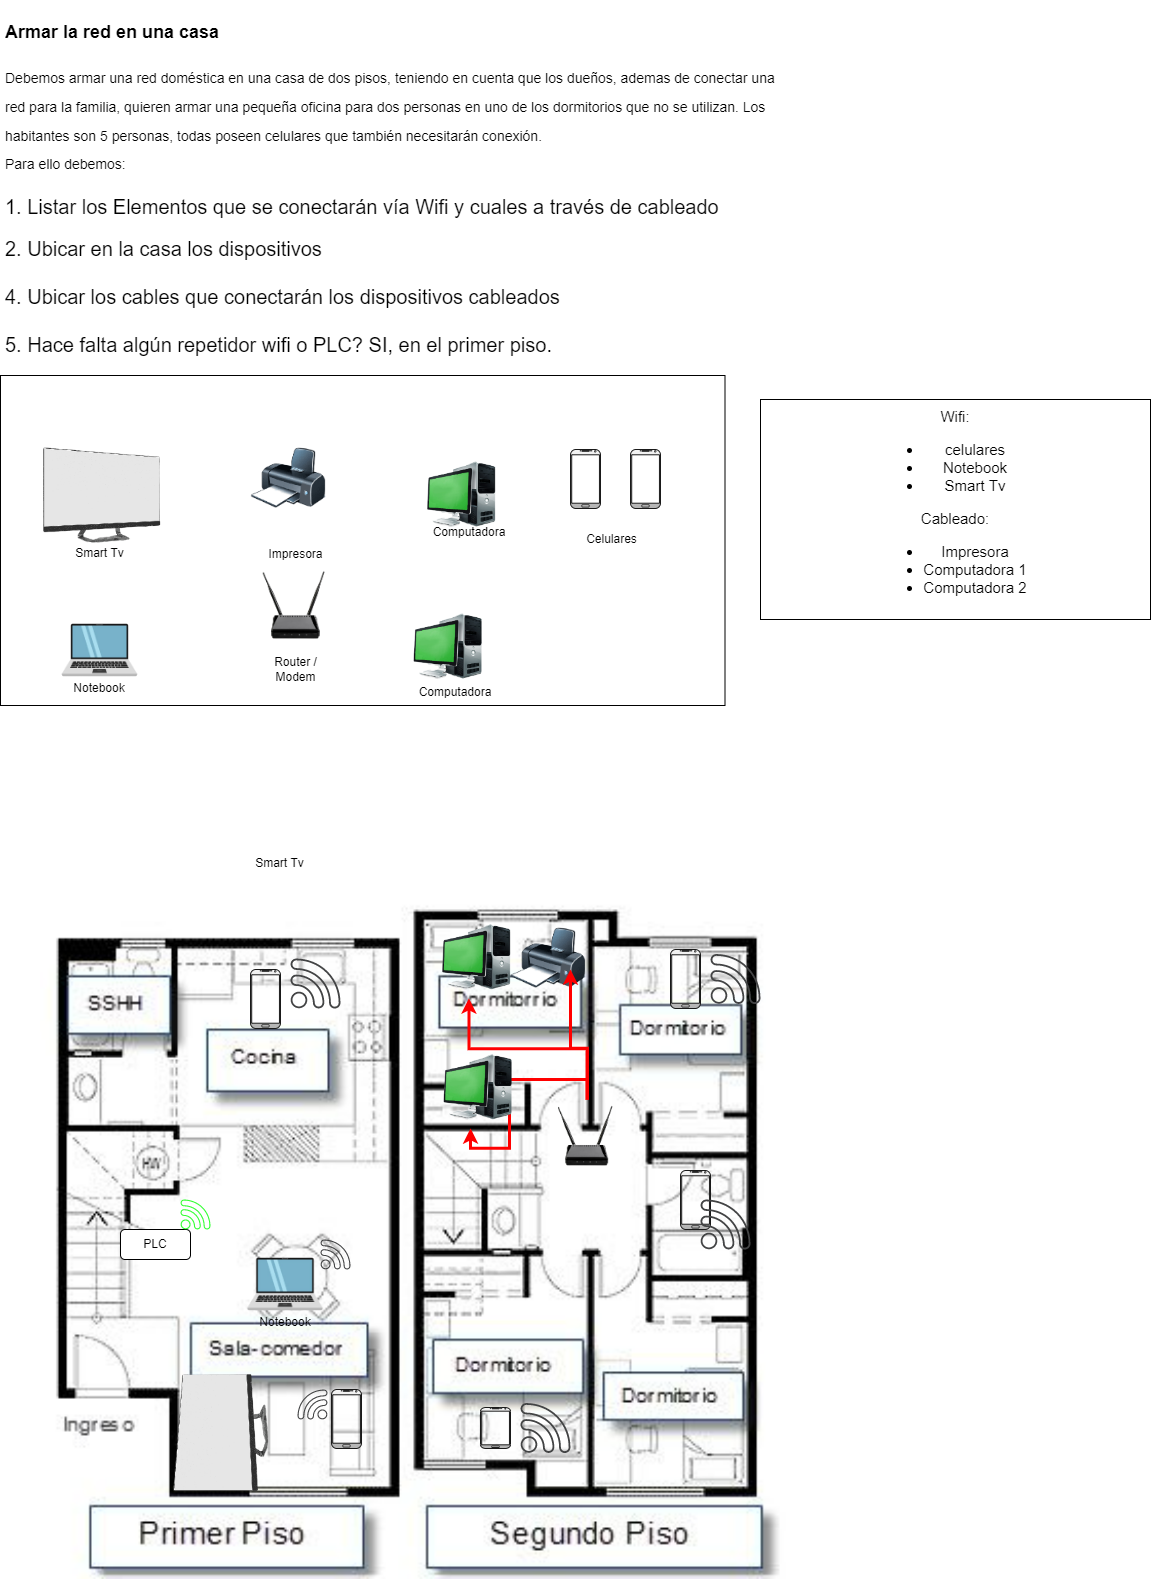 Armar la red en una casa
Debemos armar una red doméstica en una casa de dos pisos, teniendo en cuenta que los dueños, ademas de conectar una
red para la familia, quieren armar una pequeña oficina para dos personas en uno de los dormitorios que no se utilizan. Los
habitantes son 5 personas, todas poseen celulares que también necesitarán conexión.
Para ello debemos:
1. Listar los Elementos que se conectarán vía Wifi y cuales a través de cableado
2. Ubicar en la casa los dispositivos
4. Ubicar los cables que conectarán los dispositivos cableados
5. Hace falta algún repetidor wifi o PLC? SI, en el primer piso.
Smart Tv
Impresora
Computadora
Celulares
Notebook
Router /
Modem
Computadora
Wifi:
celulares
Notebook
Smart Tv
Cableado:
Impresora
Computadora 1
Computadora 2
Smart Tv
SSHH
Cocina
HW
PLC
Notebook
Sala-comedor
Ingreso
Primer Piso
Dormitorrio
Dormitorio
Dormitorio
Dormitorio
Segundo Piso